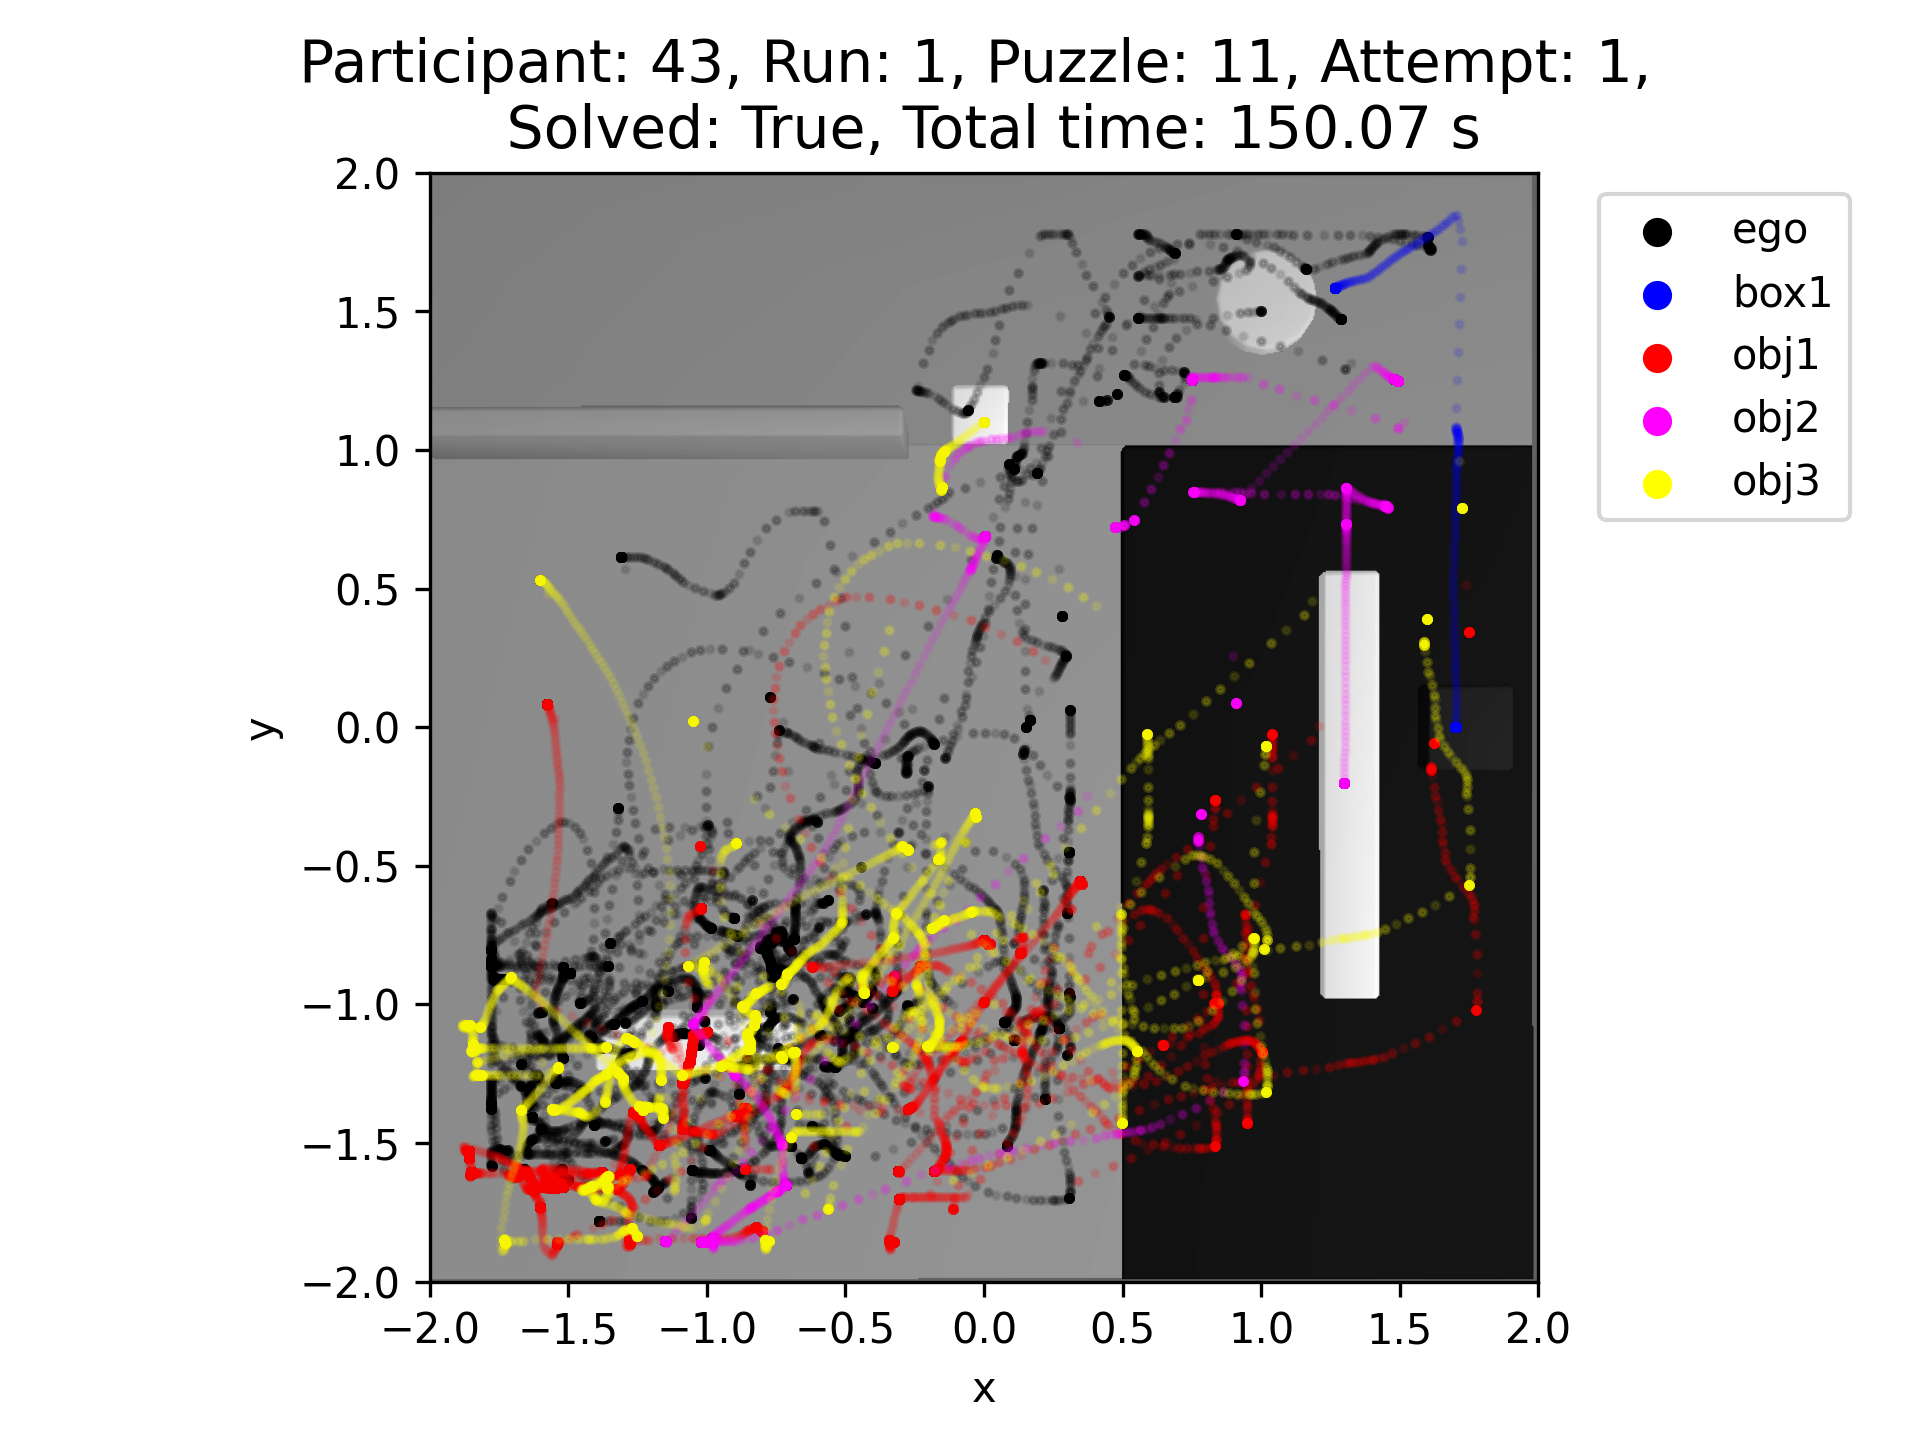 Participant: 43, Run: 1, Puzzle: 11, Attempt: 1,
Solved: True, Total time: 150.07 s
ego
box1
obj1
obj2
obj3
2.0
1.5
1.0
0.5
0.0
−0.5
−1.0
−1.5
−2.0
y
−2.0 −1.5 −1.0 −0.5 0.0 0.5 1.0 1.5 2.0
x